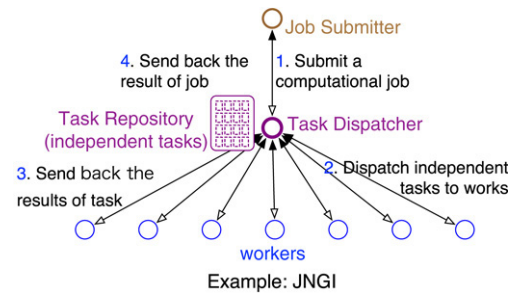 Job Submitter
4. Send back the
result of job
1. Submit a
computational job
Task Repository
(independent tasks)
Task Dispatcher
3. Send back the
results of task
2. Dispatch independent
tasks to works
workers
Example: JNGI